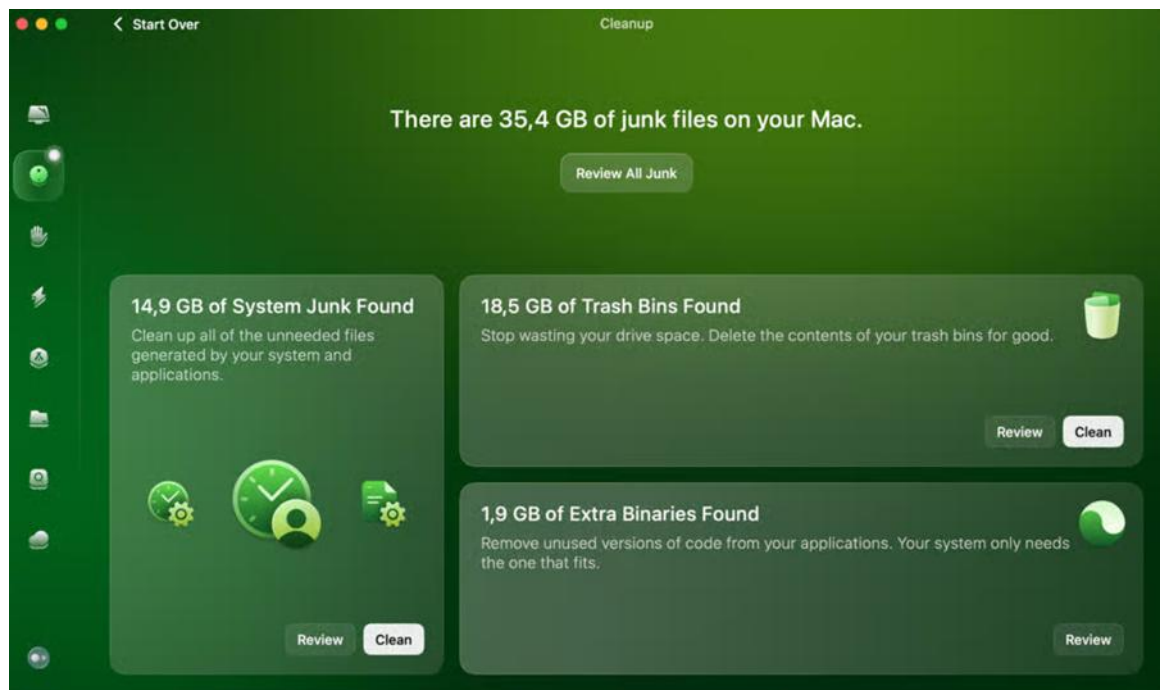 Start Over
Cleanup
There are 35,4 GB of junk files on your Mac.
Review All Junk
14,9 GB of System Junk Found
Clean up all of the unneeded files
generated by your system and
applications.
Review
Clean
18,5 GB of Trash Bins Found
Stop wasting your drive space. Delete the contents of your trash bins for good.
Review
Clean
1,9 GB of Extra Binaries Found
Remove unused versions of code from your applications. Your system only needs
the one that fits.
Review